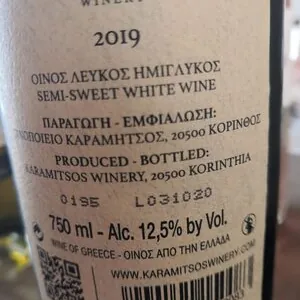 WINERY
2019
ΟΙΝΟΣ ΛΕΥΚΟΣ ΗΜΙΓΛΥΚΟΣ
SEMI-SWEET WHITE WINE
ΠΑΡΑΓΩΓΗ - ΕΜΦΙΑΛΩΣΗ:
ΟΙΝΟΠΟΙΕΙΟ ΚΑΡΑΜΗΤΣΟΣ, 20500 ΚΟΡΙΝΘΟΣ
PRODUCED - BOTTLED:
KARAMITSOS WINERY, 20500 KORINTHIA
0195 L031020
750 ml - Alc. 12,5% by Vol.
WINE OF GREECE - ΟΙΝΟΣ ΑΠΟ ΤΗΝ ΕΛΛΑΔΑ
WWW.KARAMITSOSWINERY.COM